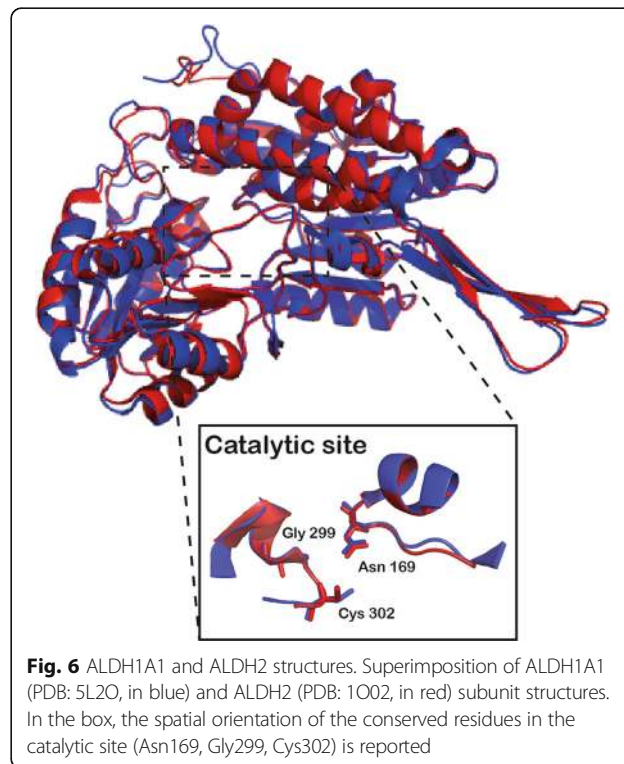 Catalytic site
Gly 299
Asn 169
Cys 302
Fig. 6 ALDH1A1 and ALDH2 structures. Superimposition of ALDH1A1
(PDB: 5L2O, in blue) and ALDH2 (PDB: 1O02, in red) subunit structures.
In the box, the spatial orientation of the conserved residues in the
catalytic site (Asn169, Gly299, Cys302) is reported